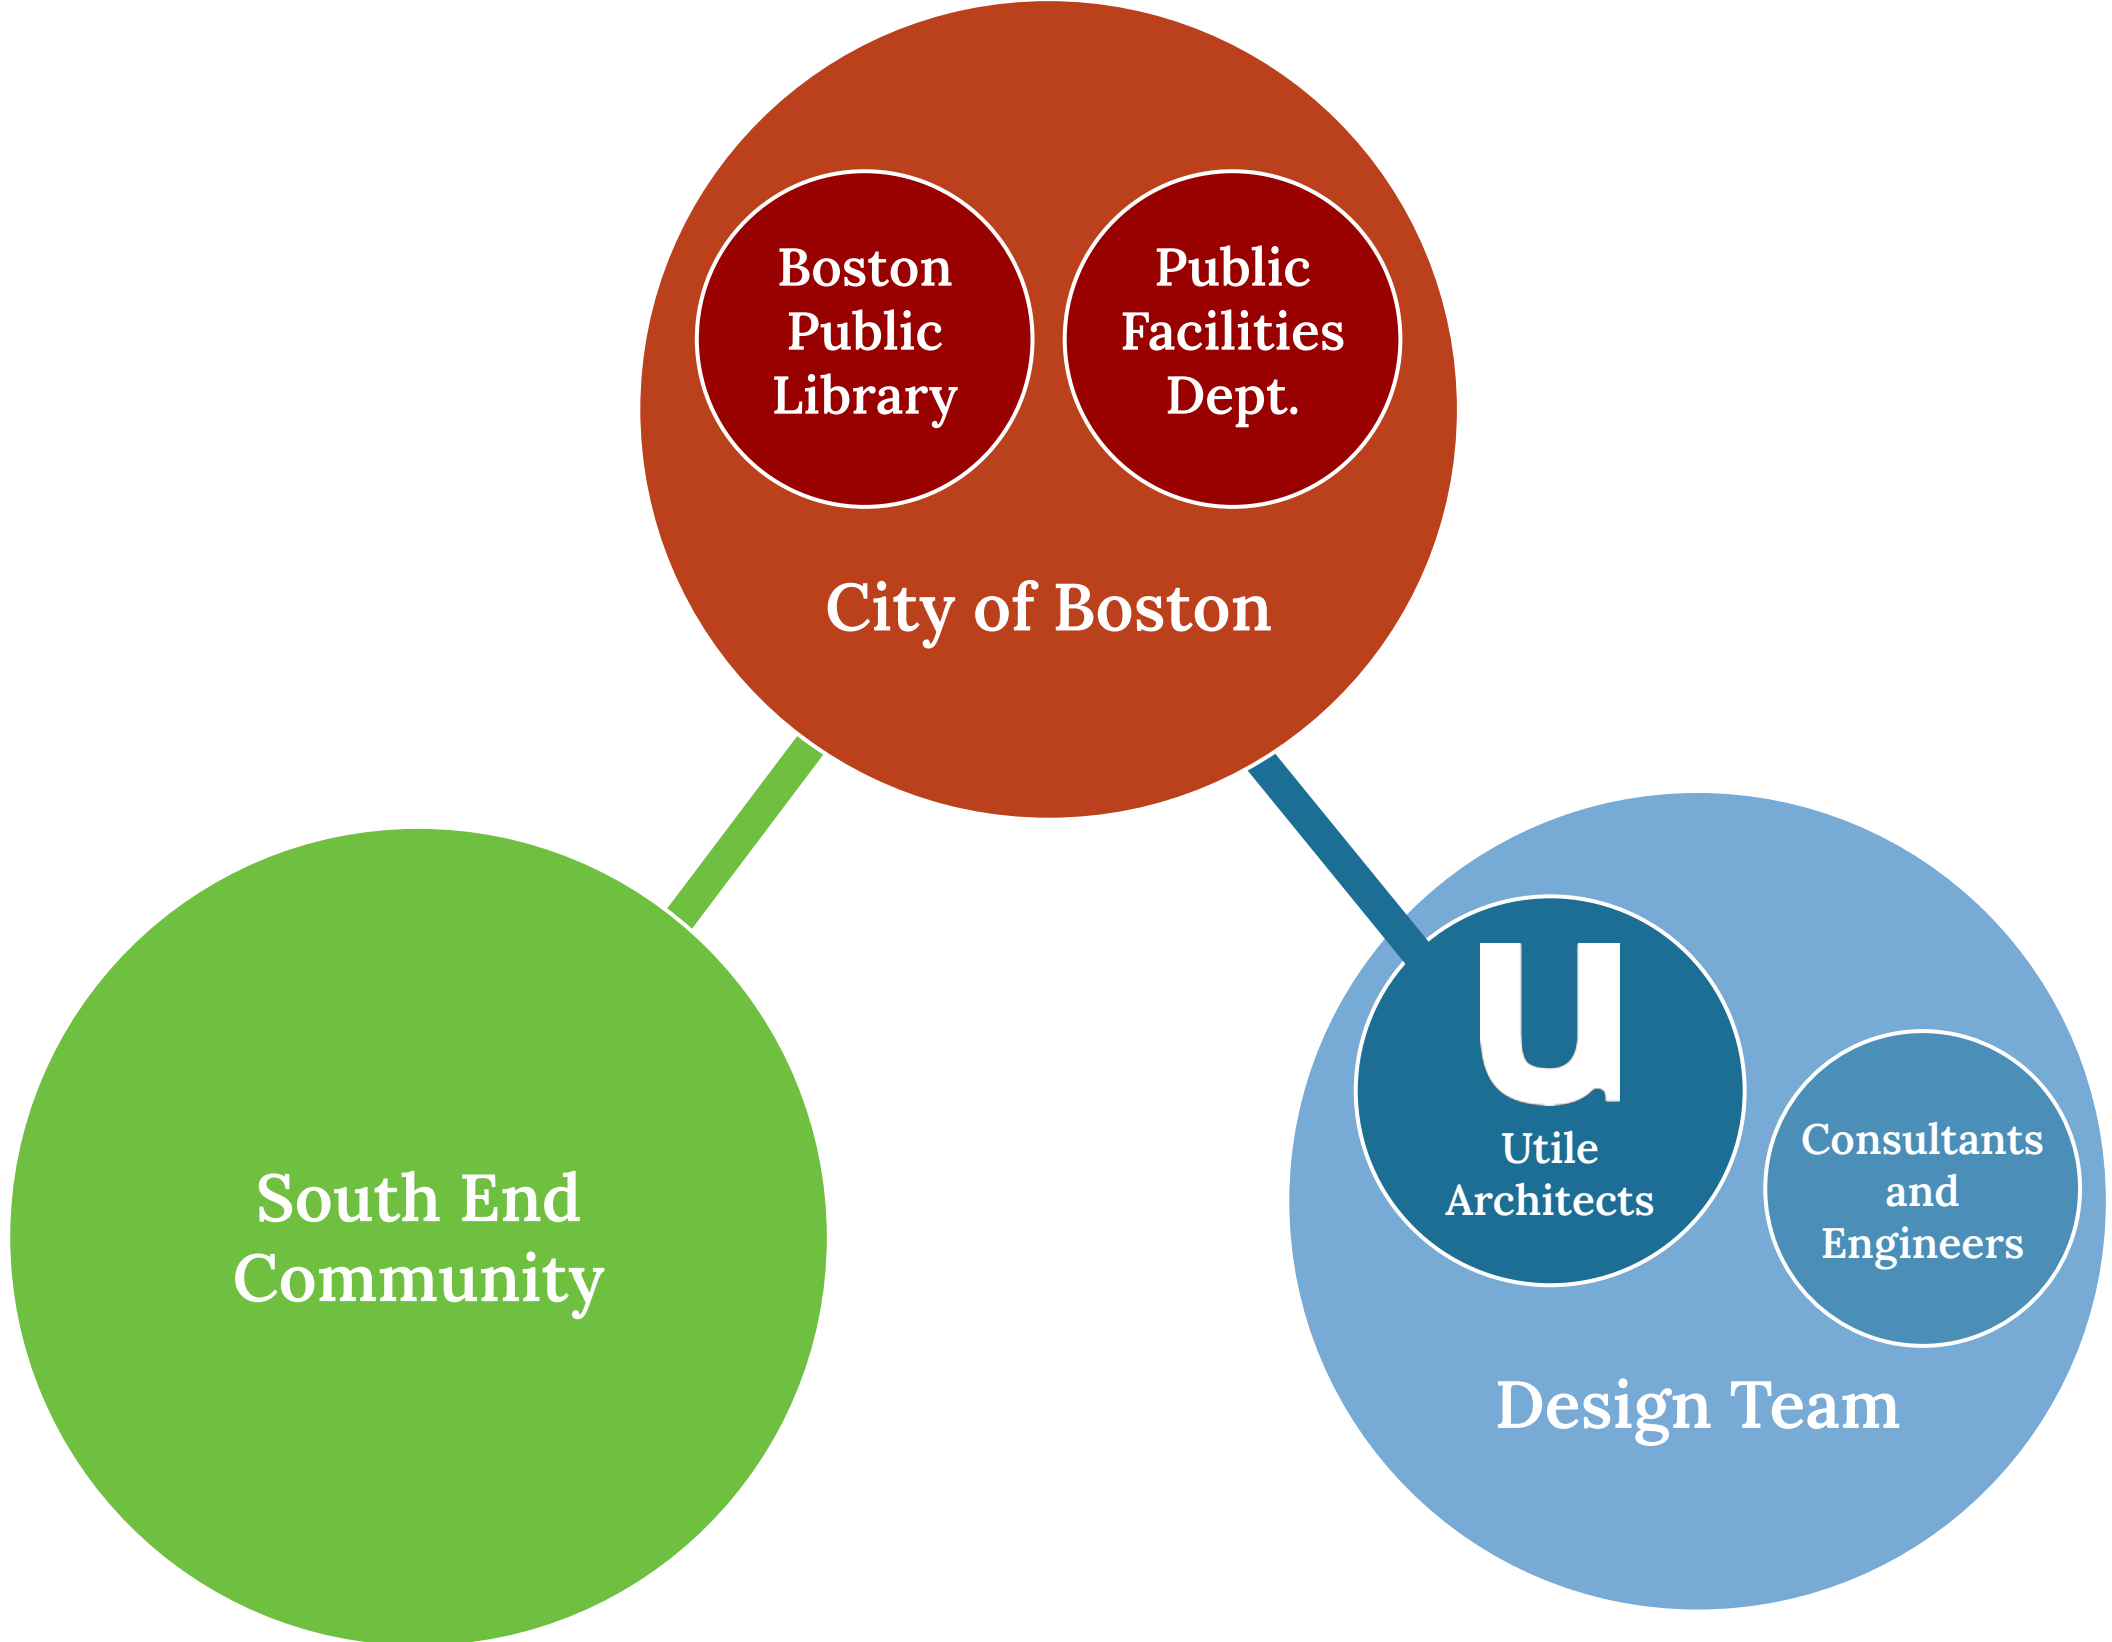 Boston
Public
Library
Public
Facilities
Dept.
City of Boston
South End
Community
u
Utile
Architects
Consultants
and
Engineers
Design Team